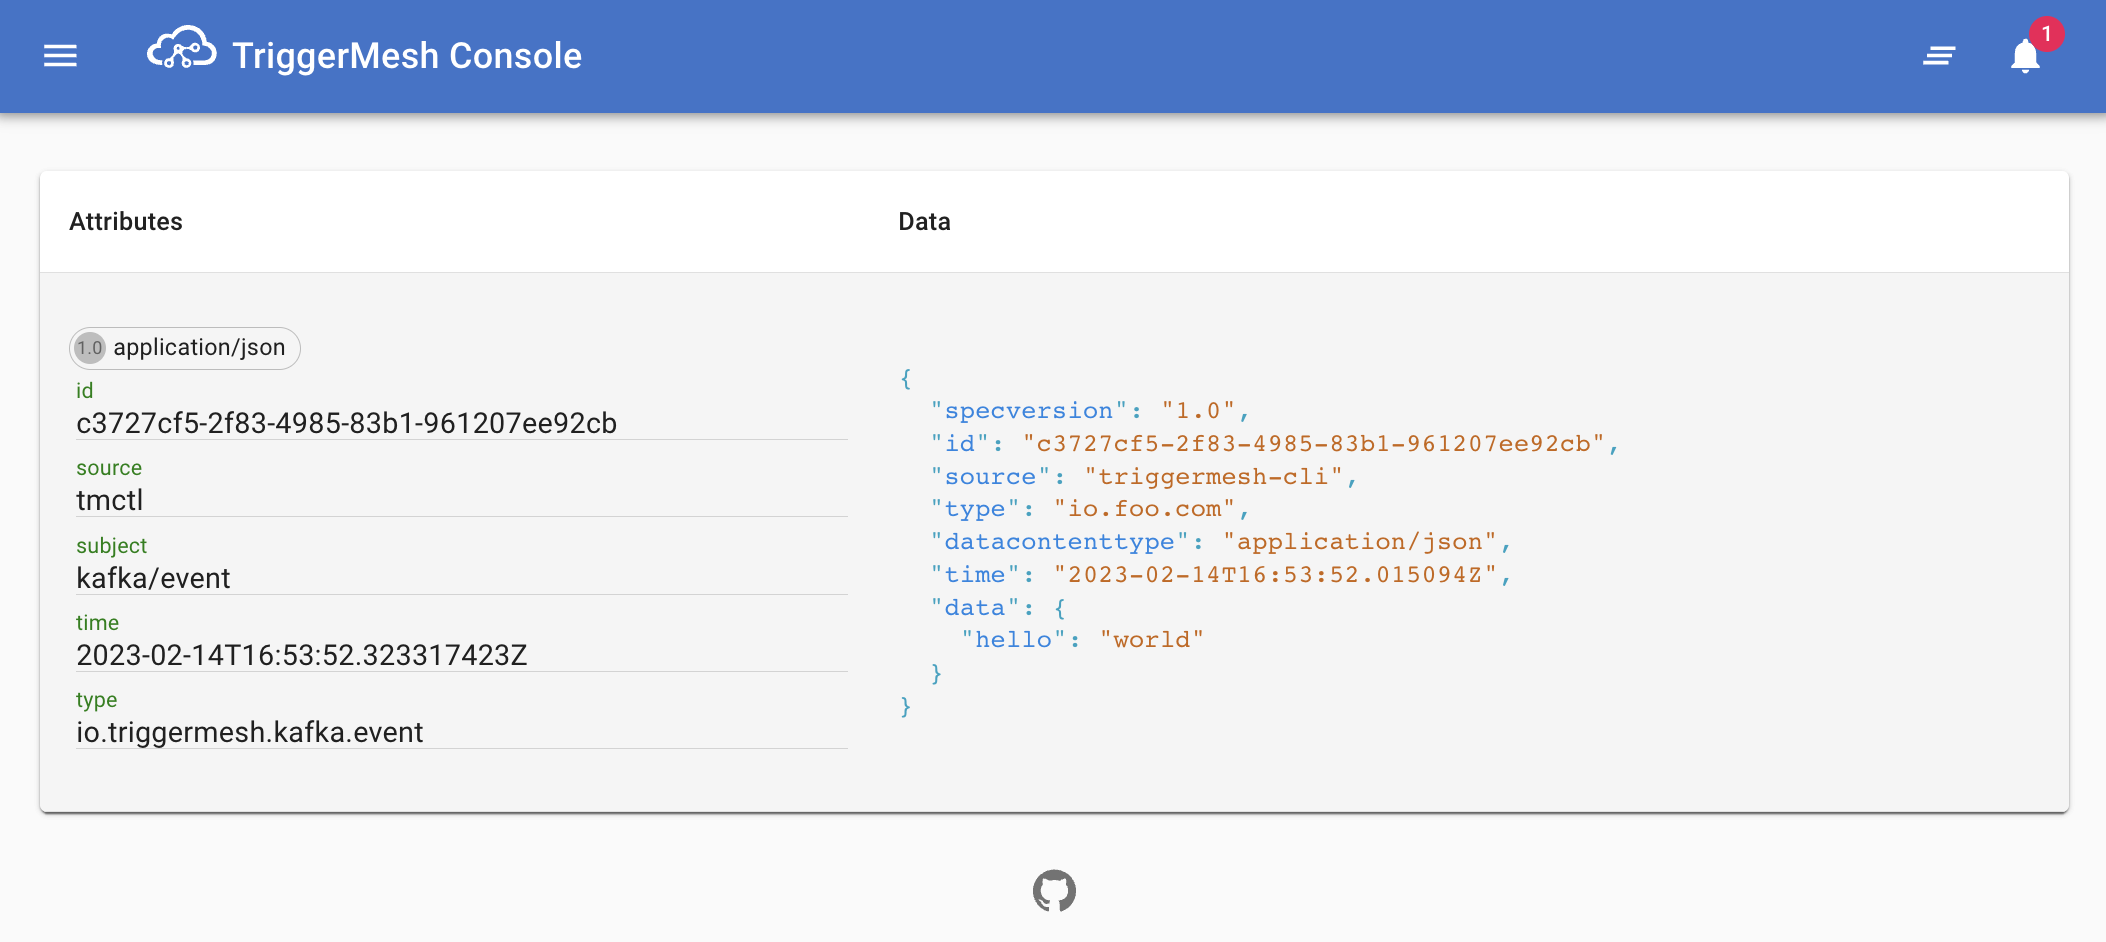 TriggerMesh Console
1
Attributes
Data
1.0 application/json
id
c3727cf5-2f83-4985-83b1-961207ee92cb
source
tmctl
subject
kafka/event
time
2023-02-14T16:53:52.323317423Z
type
io.triggermesh.kafka.event
{
  "specversion": "1.0",
  "id": "c3727cf5-2f83-4985-83b1-961207ee92cb",
  "source": "triggermesh-cli",
  "type": "io.foo.com",
  "datacontenttype": "application/json",
  "time": "2023-02-14T16:53:52.015094Z",
  "data": {
    "hello": "world"
  }
}